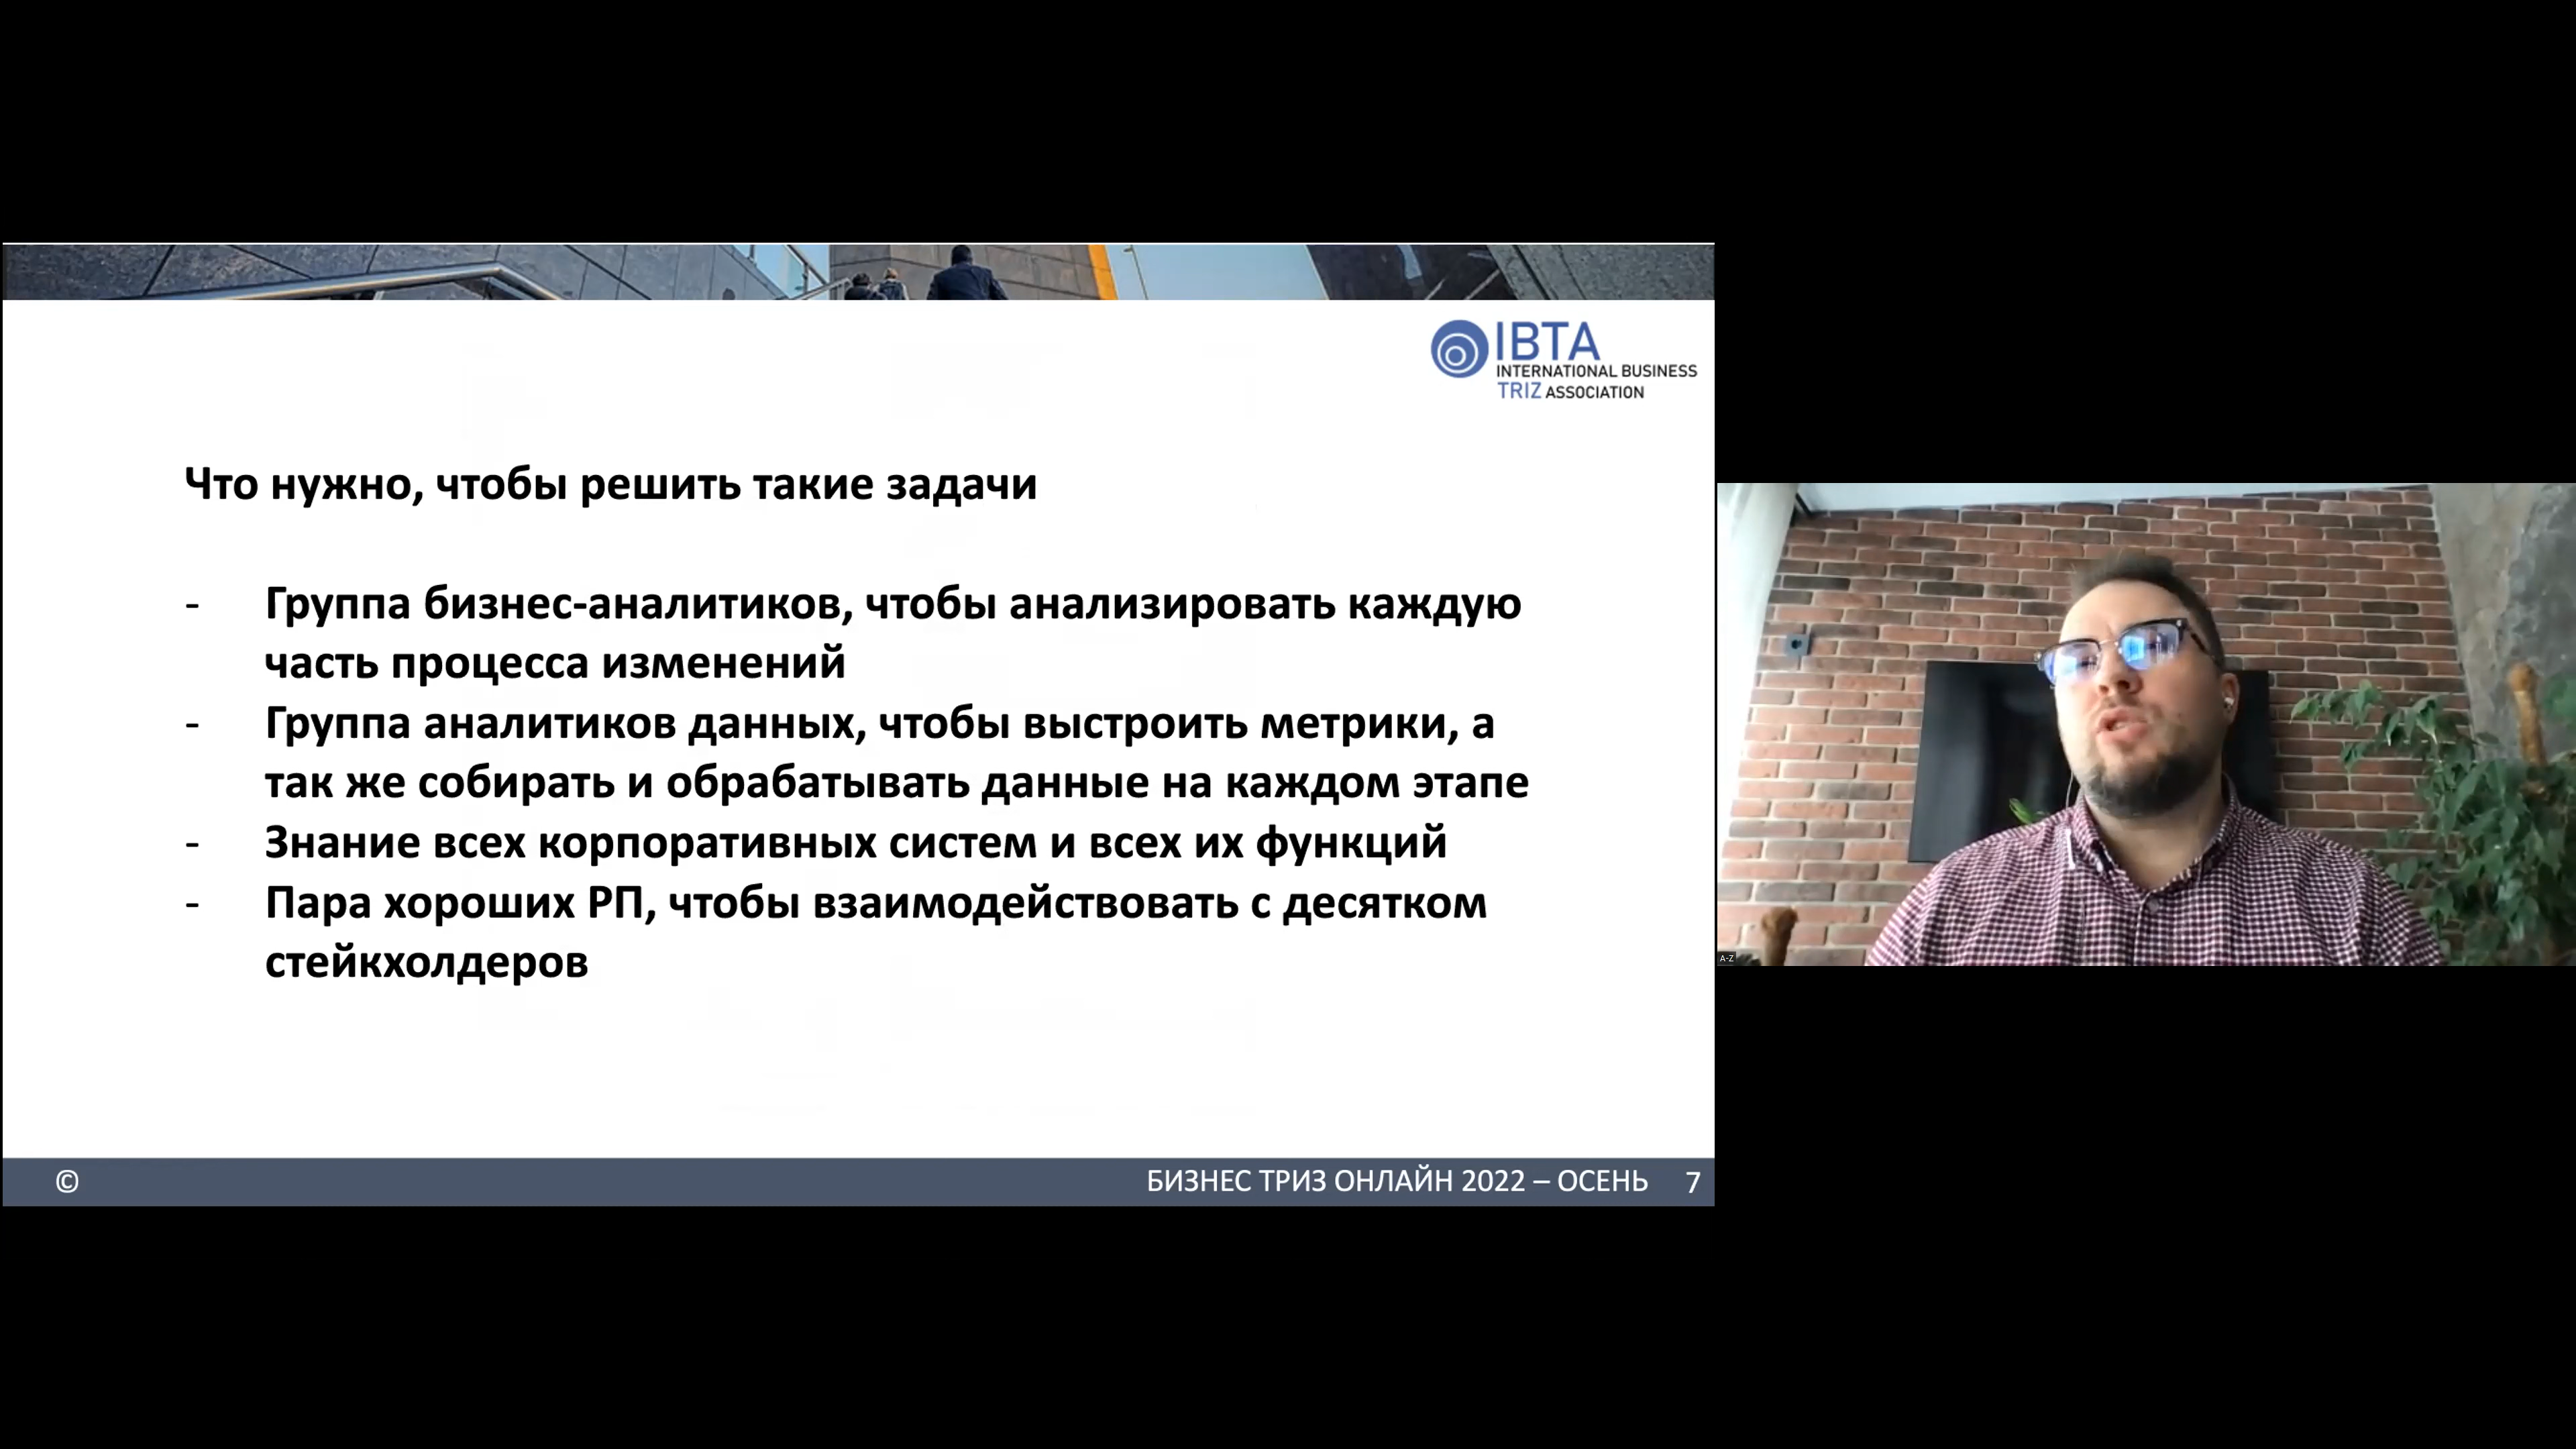 IBTA
INTERNATIONAL BUSINESS
TRIZ ASSOCIATION
Что нужно, чтобы решить такие задачи
- Группа бизнес-аналитиков, чтобы анализировать каждую
часть процесса изменений
- Группа аналитиков данных, чтобы выстроить метрики, а
так же собирать и обрабатывать данные на каждом этапе
- Знание всех корпоративных систем и всех их функций
- Пара хороших РП, чтобы взаимодействовать с десятком
стейкхолдеров
A-Z
© БИЗНЕС ТРИЗ ОНЛАЙН 2022 – ОСЕНЬ 7